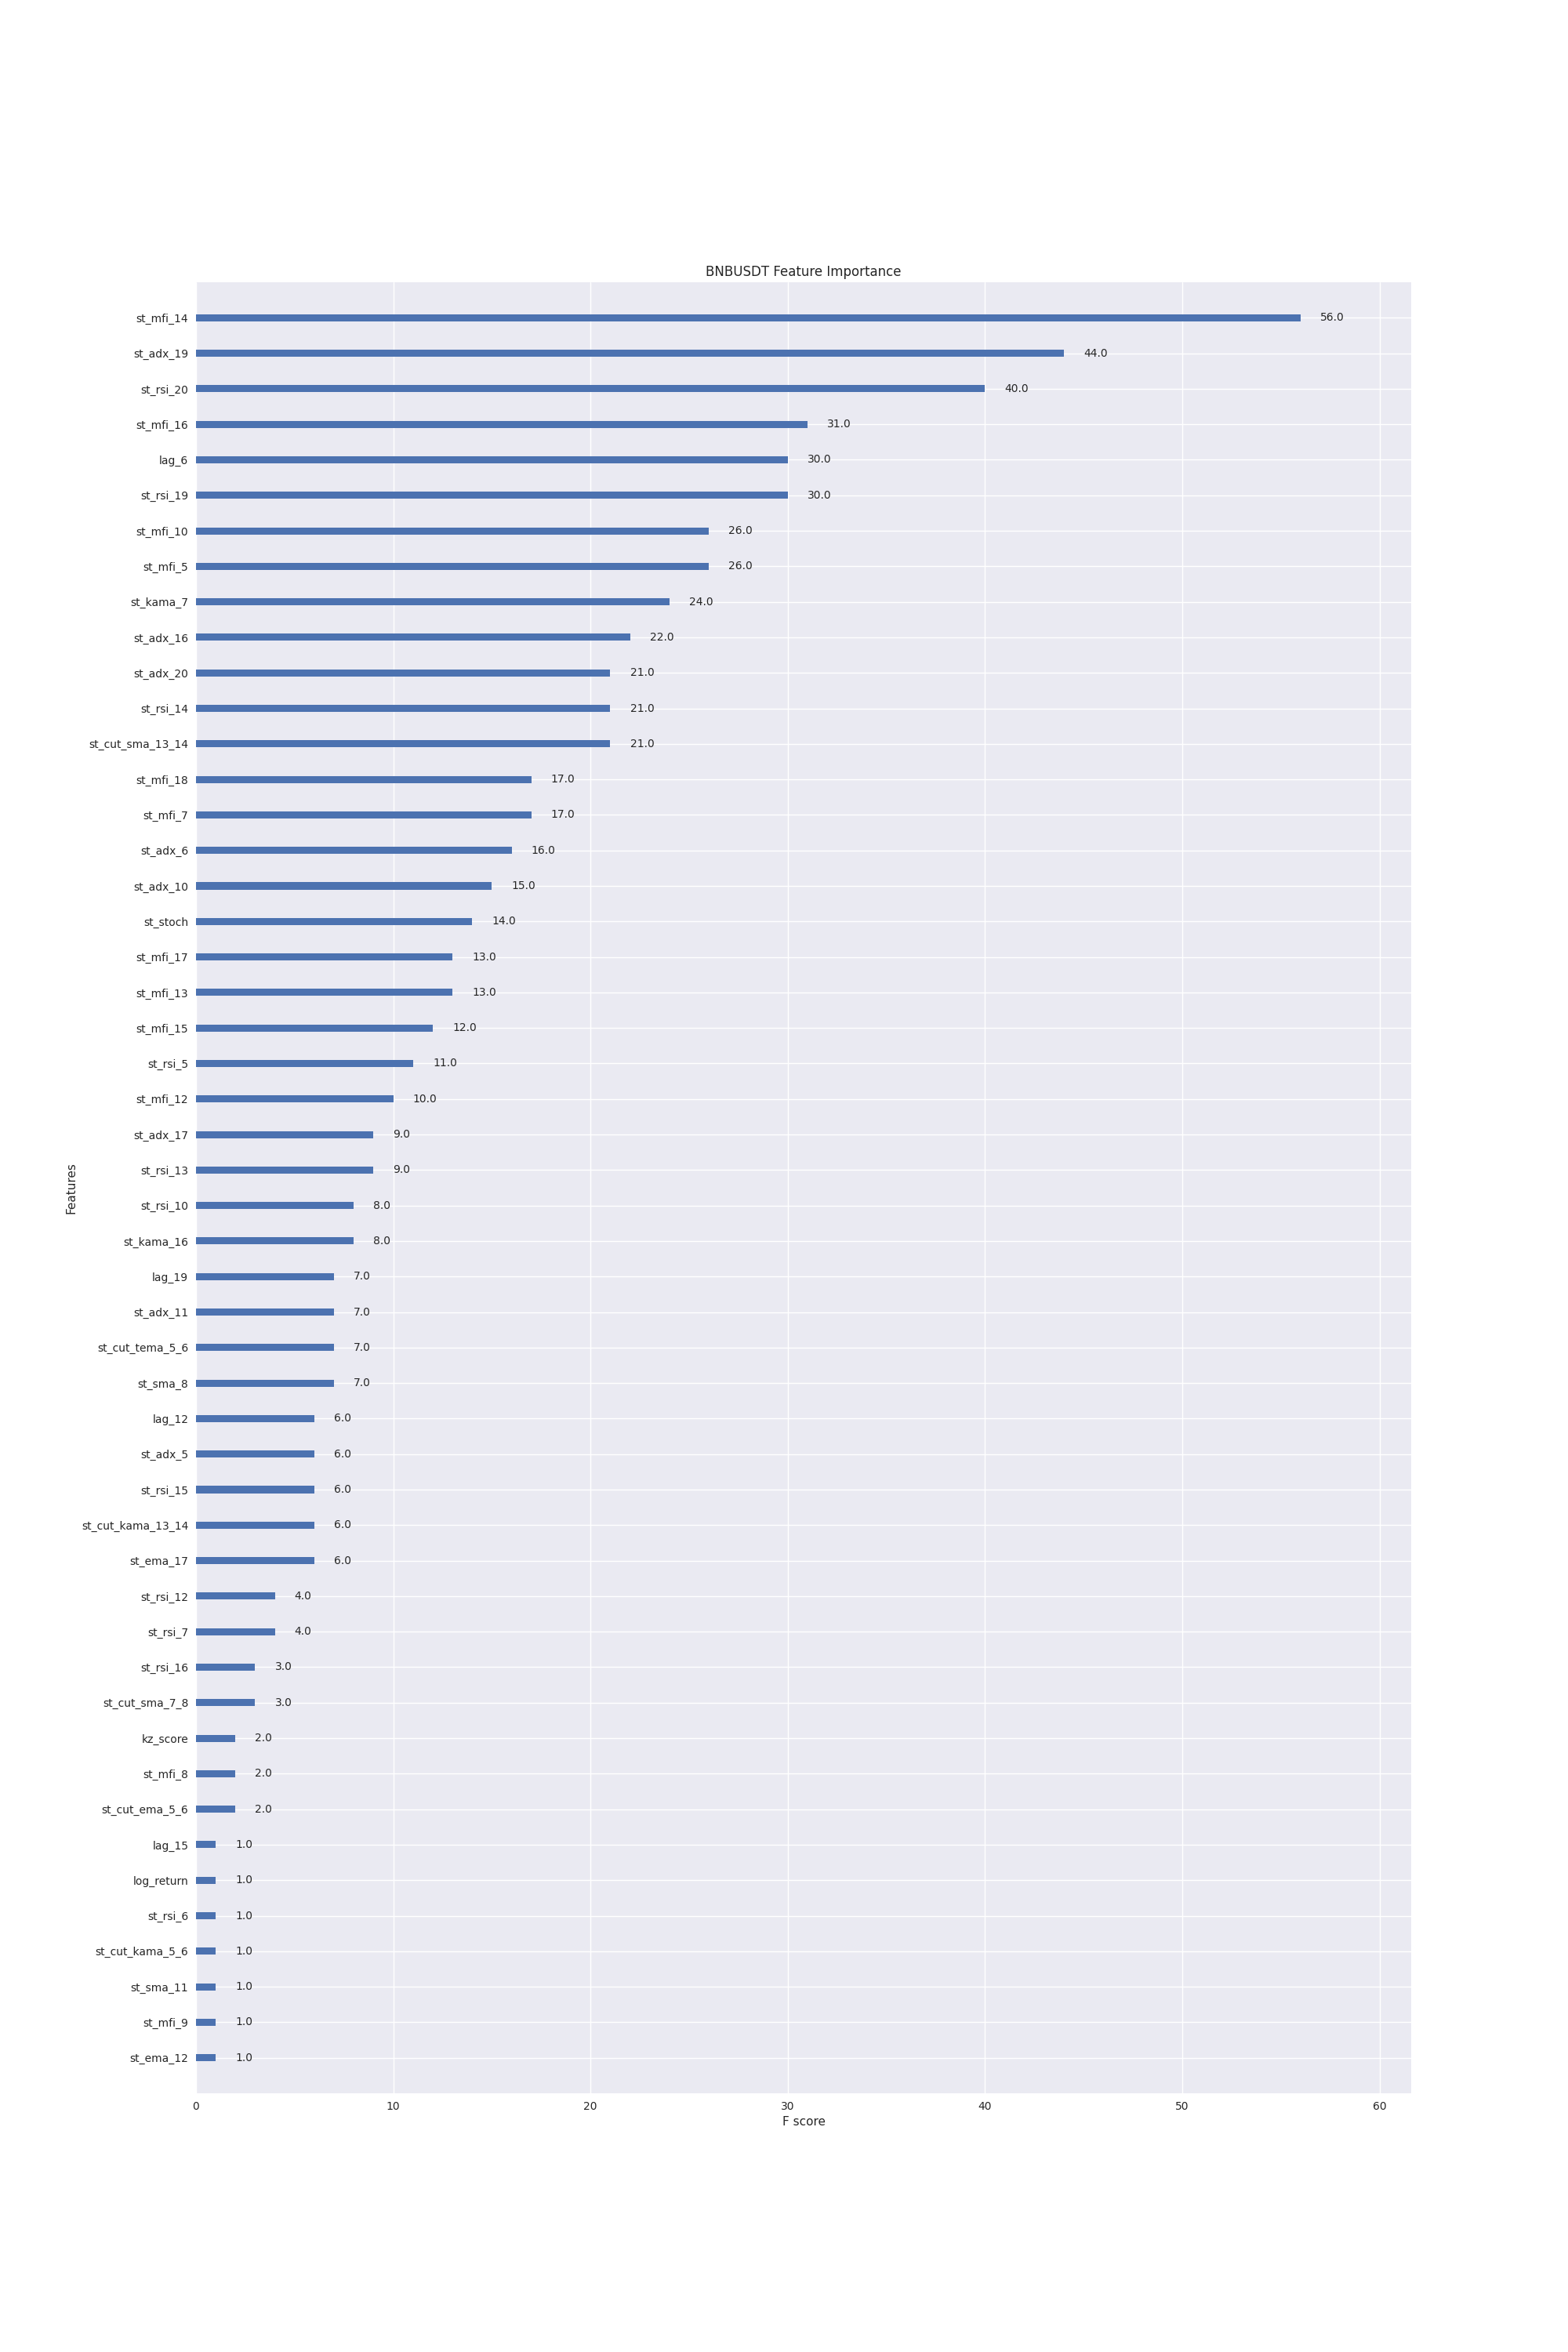 BNBUSDT Feature Importance
st_mfi_14 56.0
st_adx_19 44.0
st_rsi_20 40.0
st_mfi_16 31.0
lag_6 30.0
st_rsi_19 30.0
st_mfi_10 26.0
st_mfi_5 26.0
st_kama_7 24.0
st_adx_16 22.0
st_adx_20 21.0
st_rsi_14 21.0
st_cut_sma_13_14 21.0
st_mfi_18 17.0
st_mfi_7 17.0
st_adx_6 16.0
st_adx_10 15.0
st_stoch 14.0
st_mfi_17 13.0
st_mfi_13 13.0
st_mfi_15 12.0
st_rsi_5 11.0
st_mfi_12 10.0
st_adx_17 9.0
st_rsi_13 9.0
Features
st_rsi_10 8.0
st_kama_16 8.0
lag_19 7.0
st_adx_11 7.0
st_cut_tema_5_6 7.0
st_sma_8 7.0
lag_12 6.0
st_adx_5 6.0
st_rsi_15 6.0
st_cut_kama_13_14 6.0
st_ema_17 6.0
st_rsi_12 4.0
st_rsi_7 4.0
st_rsi_16 3.0
st_cut_sma_7_8 3.0
kz_score 2.0
st_mfi_8 2.0
st_cut_ema_5_6 2.0
lag_15 1.0
log_return 1.0
st_rsi_6 1.0
st_cut_kama_5_6 1.0
st_sma_11 1.0
st_mfi_9 1.0
st_ema_12 1.0
0 10 20 30 40 50 60
F score